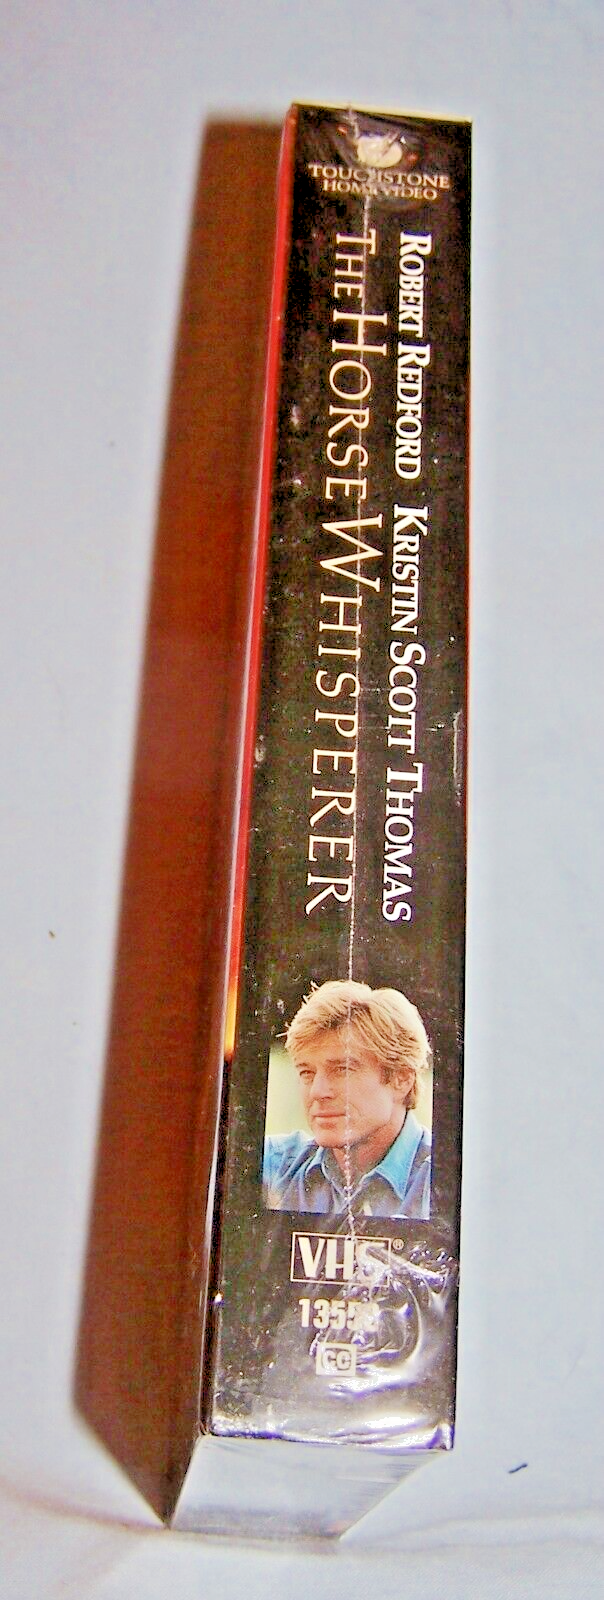 TOUCHSTONE
HOME VIDEO
ROBERT REDFORD KRISTIN SCOTT THOMAS
THE HORSE WHISPERER
VHS®
CC